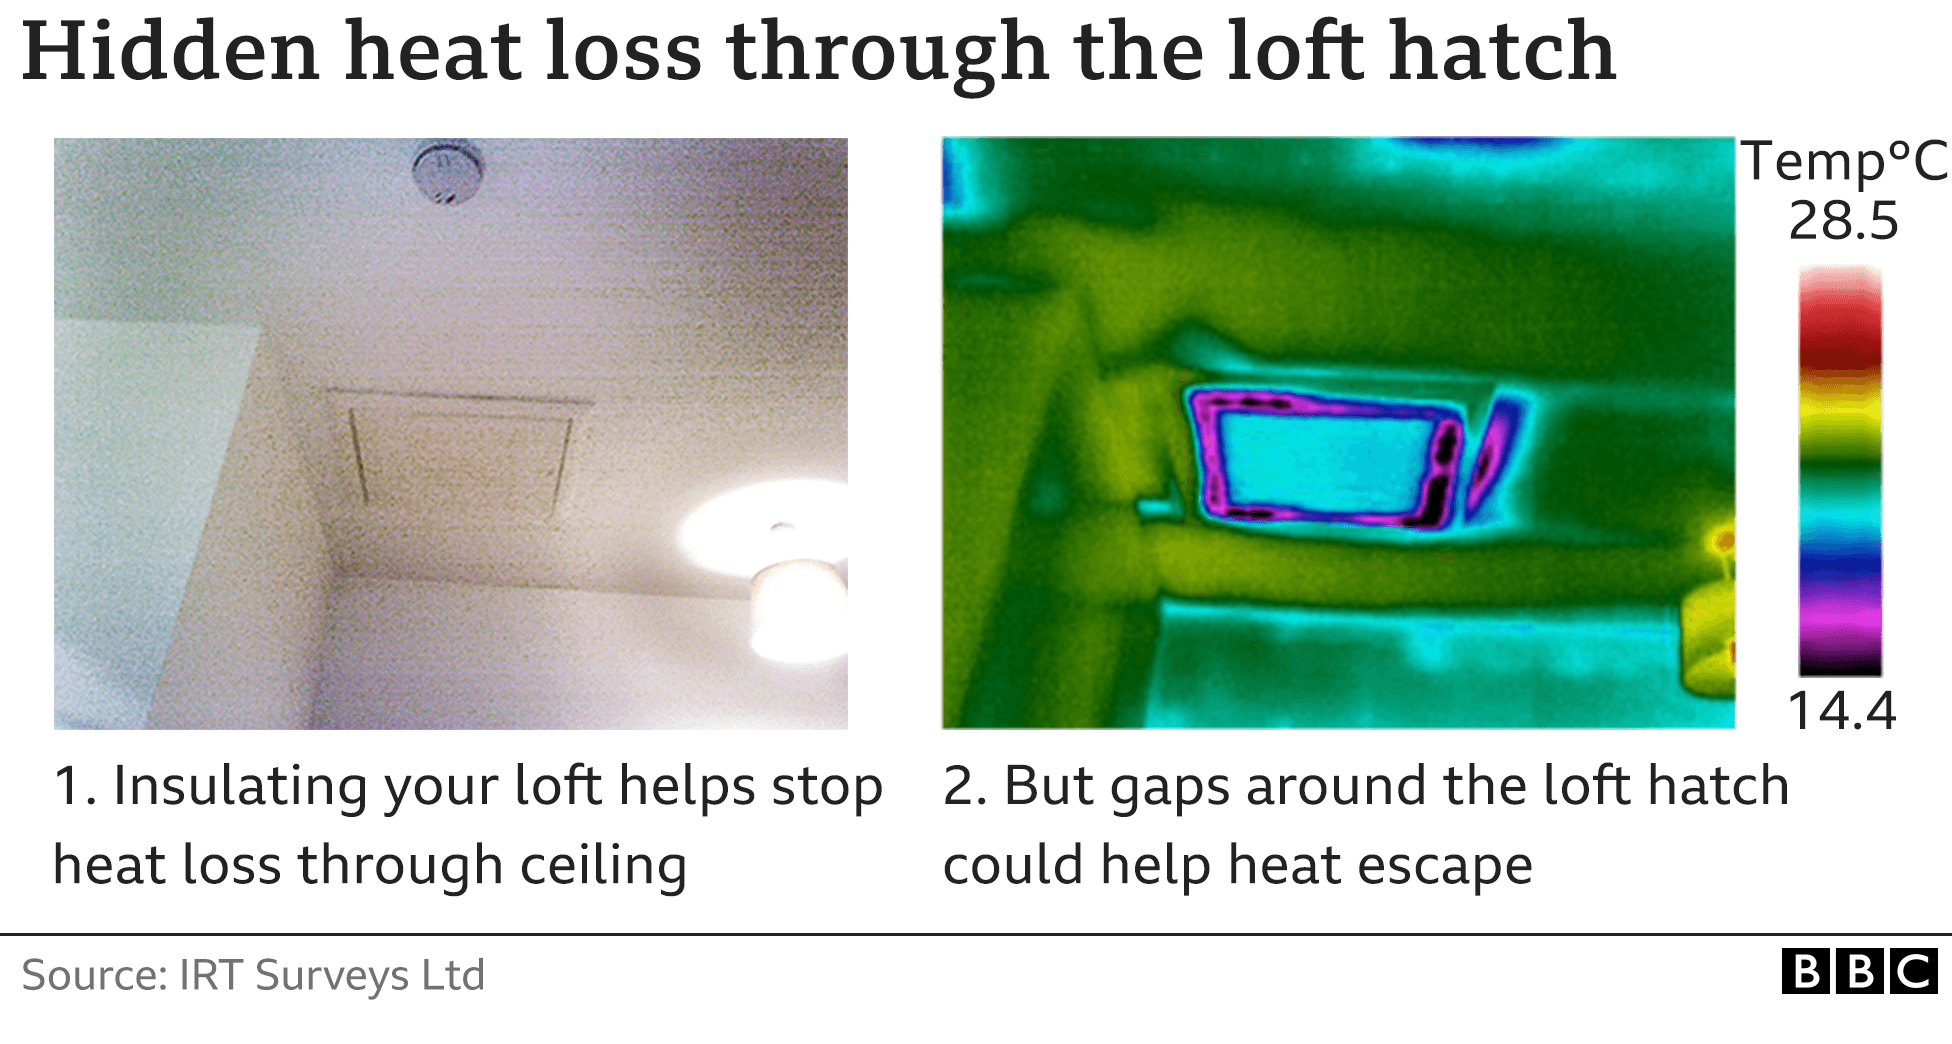 Hidden heat loss through the loft hatch
Temp°C
28.5
14.4
1. Insulating your loft helps stop
heat loss through ceiling
2. But gaps around the loft hatch
could help heat escape
Source: IRT Surveys Ltd
BBC